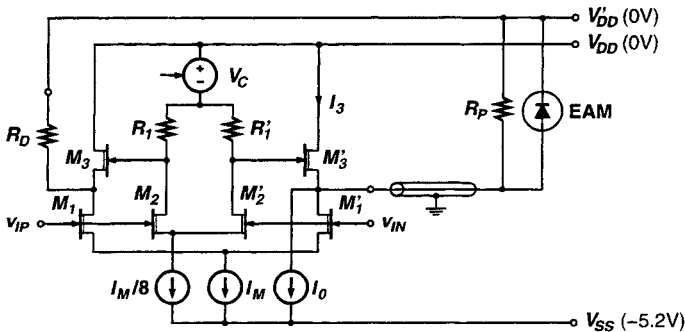 V'DD (0V)
VDD (0V)
VC
I3
RP
EAM
RD
R1
R'1
M3
M'3
M1
M2
M'2
M'1
vIP
vIN
IM/8
IM
IO
VSS (−5.2V)